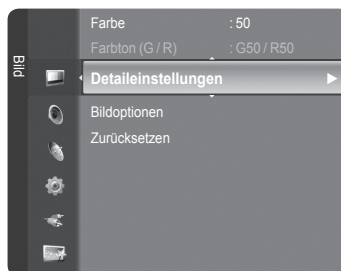 Bild
Farbe : 50
Farbton (G / R) : G50 / R50
Detaileinstellungen
Bildoptionen
Zurücksetzen